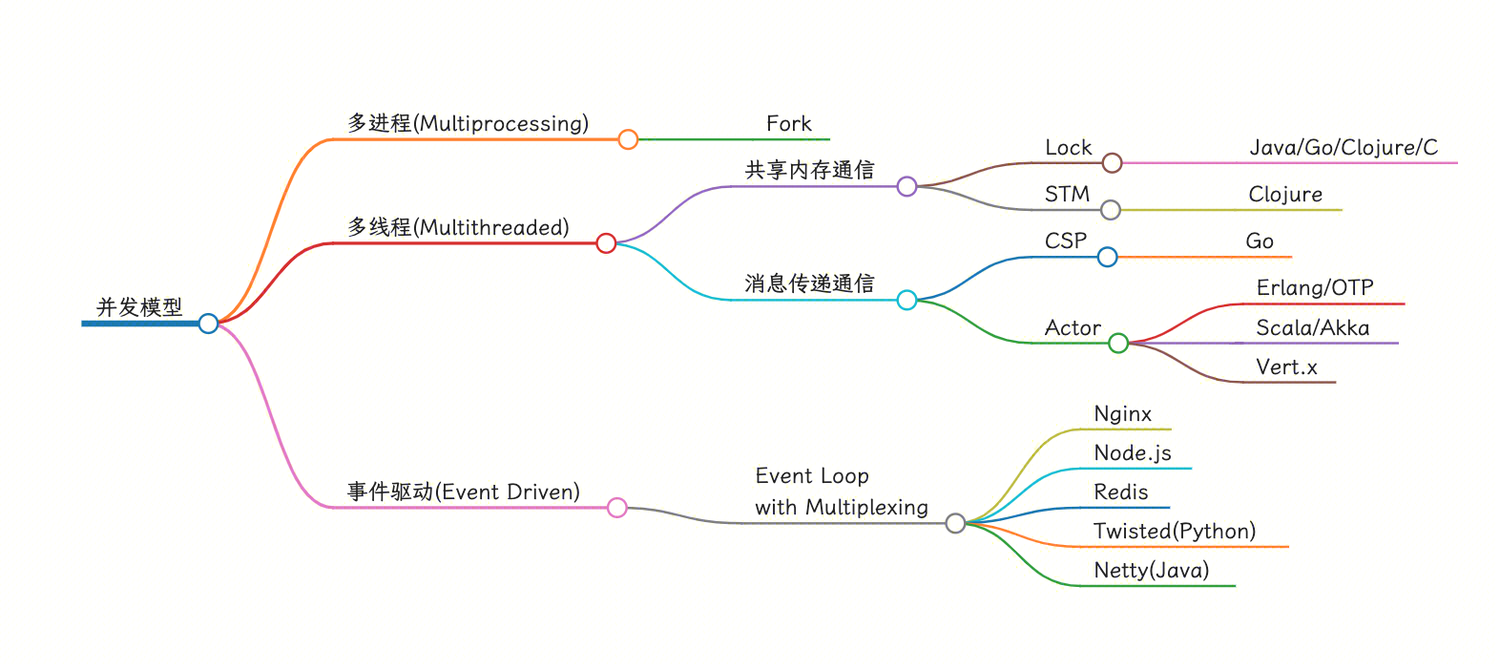 并发模型
多进程(Multiprocessing)
Fork
多线程(Multithreaded)
共享内存通信
Lock
Java/Go/Clojure/C
STM
Clojure
消息传递通信
CSP
Go
Actor
Erlang/OTP
Scala/Akka
Vert.x
事件驱动(Event Driven)
Event Loop
with Multiplexing
Nginx
Node.js
Redis
Twisted(Python)
Netty(Java)